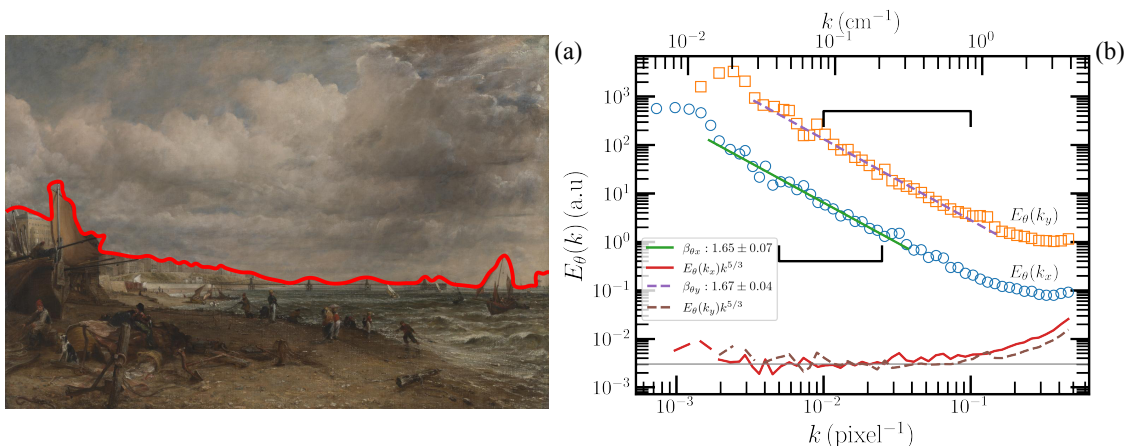 (a)
(b)
k (cm⁻¹)
10⁻² 10⁻¹ 10⁰
E_θ(k) (a.u)
10³
10²
10¹
10⁰
10⁻¹
10⁻²
10⁻³
E_θ(k_y)
E_θ(k_x)
β_θx : 1.65 ± 0.07
E_θ(k_x)k^{5/3}
β_θy : 1.67 ± 0.04
E_θ(k_y)k^{5/3}
10⁻³ 10⁻² 10⁻¹
k (pixel⁻¹)